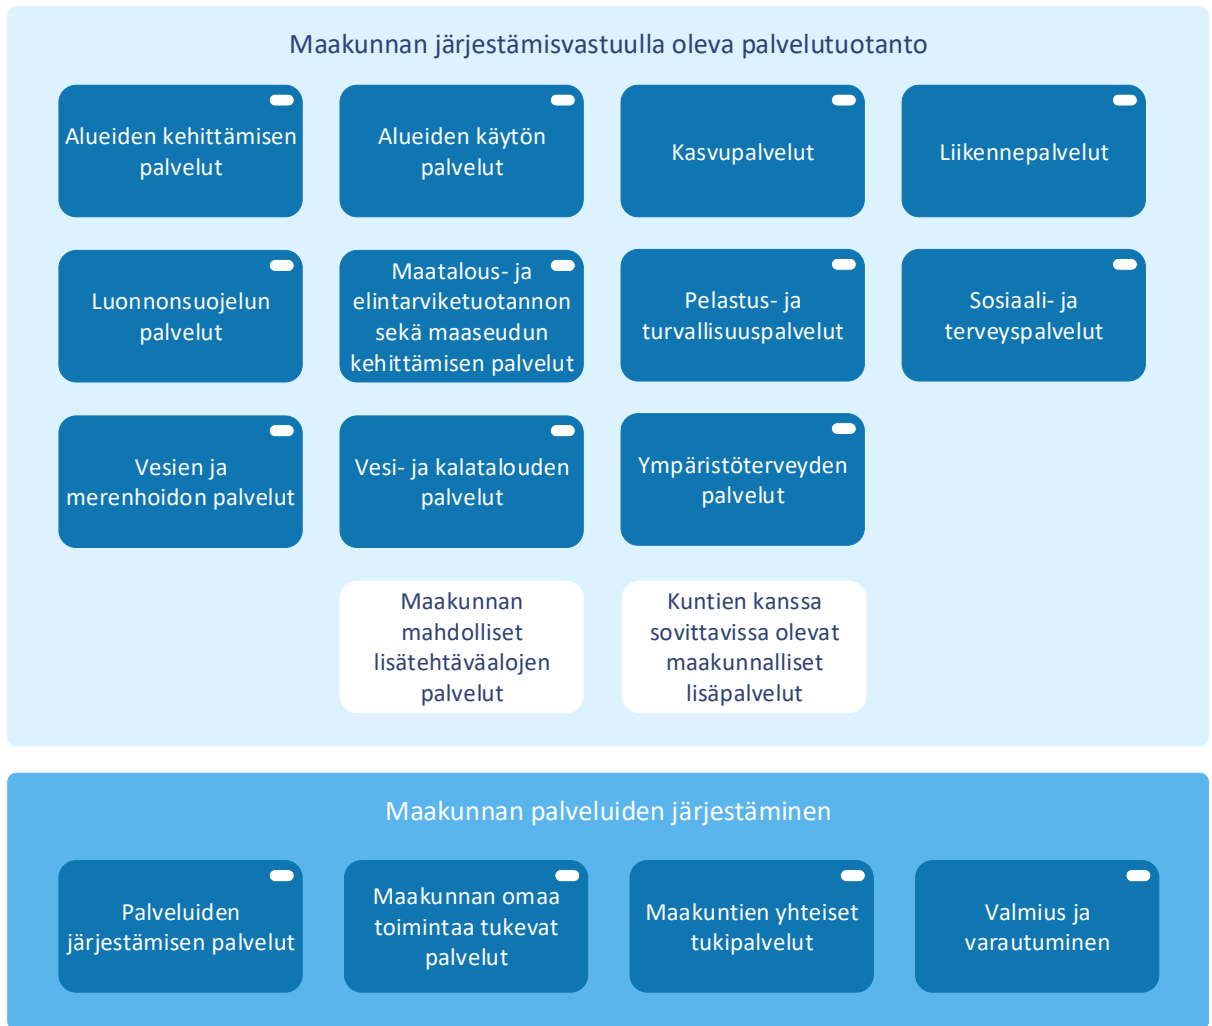 Maakunnan järjestämisvastuulla oleva palvelutuotanto
Alueiden kehittämisen
palvelut
Alueiden käytön
palvelut
Kasvupalvelut
Liikennepalvelut
Luonnonsuojelun
palvelut
Maatalous- ja
elintarviketuotannon
sekä maaseudun
kehittämisen palvelut
Pelastus- ja
turvallisuuspalvelut
Sosiaali- ja
terveyspalvelut
Vesien ja
merenhoidon palvelut
Vesi- ja kalatalouden
palvelut
Ympäristöterveyden
palvelut
Maakunnan
mahdolliset
lisätehtäväalojen
palvelut
Kuntien kanssa
sovittavissa olevat
maakunnalliset
lisäpalvelut
Maakunnan palveluiden järjestäminen
Palveluiden
järjestämisen palvelut
Maakunnan omaa
toimintaa tukevat
palvelut
Maakuntien yhteiset
tukipalvelut
Valmius ja
varautuminen